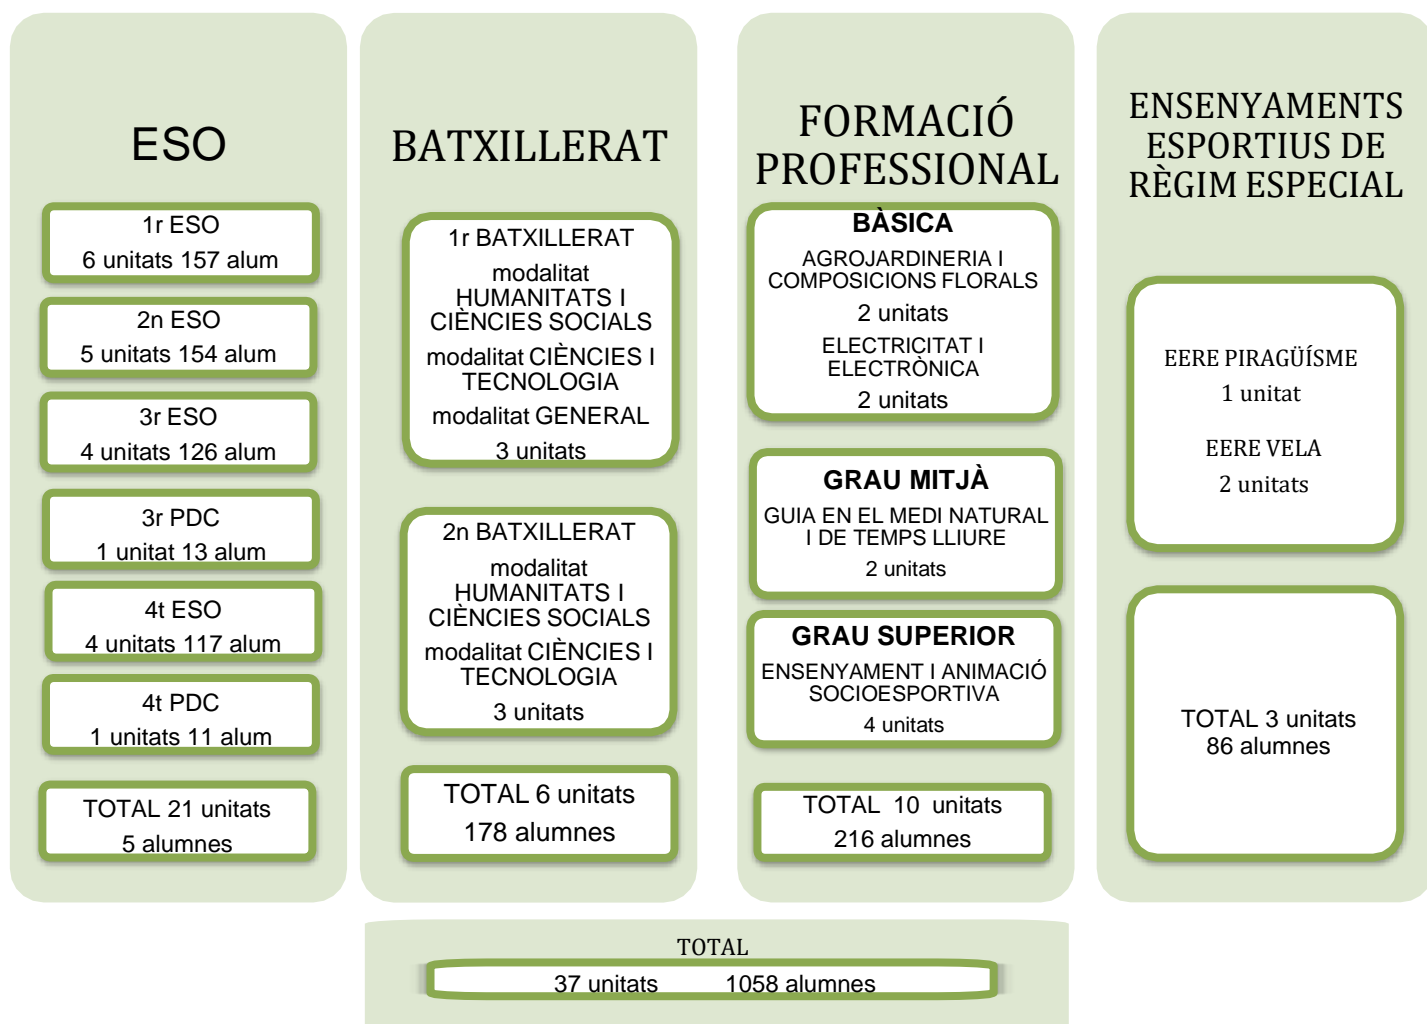 ESO
1r ESO
6 unitats 157 alum
2n ESO
5 unitats 154 alum
3r ESO
4 unitats 126 alum
3r PDC
1 unitat 13 alum
4t ESO
4 unitats 117 alum
4t PDC
1 unitats 11 alum
TOTAL 21 unitats
5 alumnes
BATXILLERAT
1r BATXILLERAT
modalitat
HUMANITATS I
CIÈNCIES SOCIALS
modalitat CIÈNCIES I
TECNOLOGIA
modalitat GENERAL
3 unitats
2n BATXILLERAT
modalitat
HUMANITATS I
CIÈNCIES SOCIALS
modalitat CIÈNCIES I
TECNOLOGIA
3 unitats
TOTAL 6 unitats
178 alumnes
FORMACIÓ
PROFESSIONAL
BÀSICA
AGROJARDINERIA I
COMPOSICIONS FLORALS
2 unitats
ELECTRICITAT I
ELECTRÒNICA
2 unitats
GRAU MITJÀ
GUIA EN EL MEDI NATURAL
I DE TEMPS LLIURE
2 unitats
GRAU SUPERIOR
ENSENYAMENT I ANIMACIÓ
SOCIOESPORTIVA
4 unitats
TOTAL 10 unitats
216 alumnes
ENSENYAMENTS
ESPORTIUS DE
RÈGIM ESPECIAL
EERE PIRAGÜÍSME
1 unitat
EERE VELA
2 unitats
TOTAL 3 unitats
86 alumnes
TOTAL
37 unitats 1058 alumnes